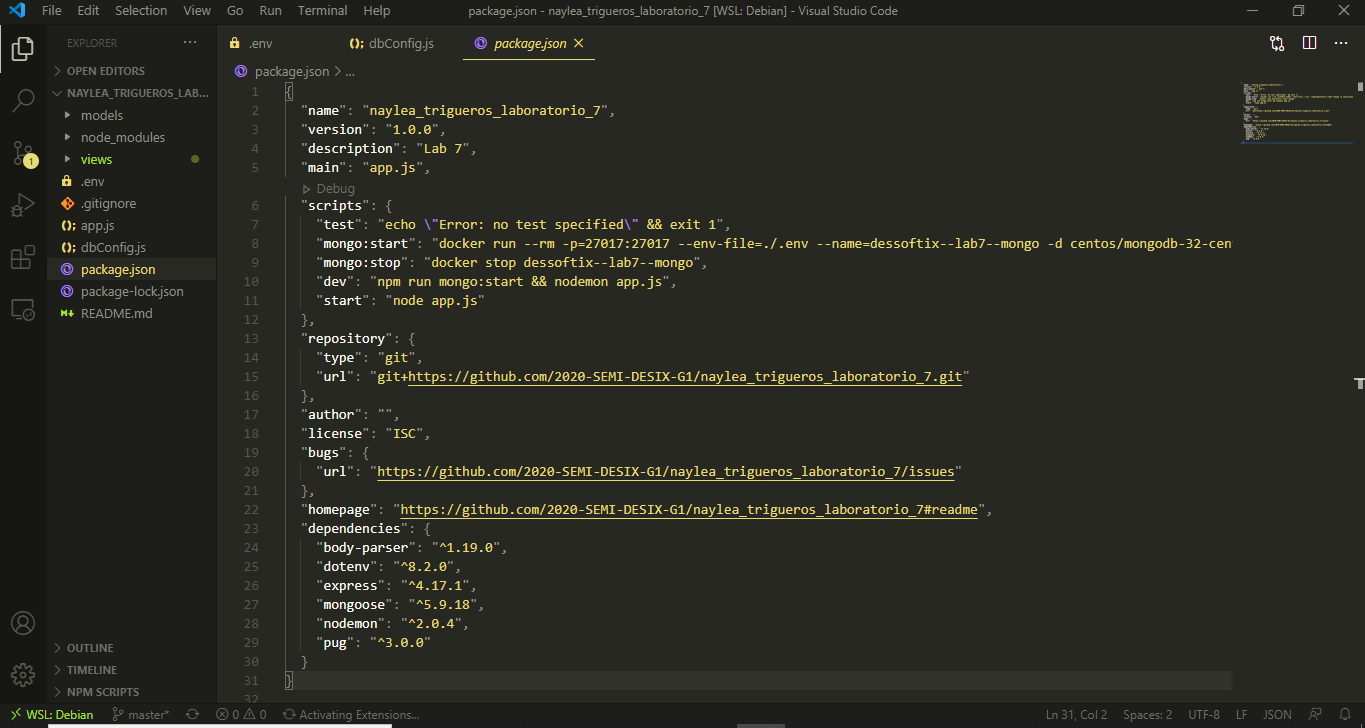 File Edit Selection View Go Run Terminal Help
package.json - naylea_trigueros_laboratorio_7 [WSL: Debian] - Visual Studio Code
EXPLORER ...
OPEN EDITORS
NAYLEA_TRIGUEROS_LAB...
models
node_modules
views
.env
.gitignore
app.js
dbConfig.js
package.json
package-lock.json
README.md
OUTLINE
TIMELINE
NPM SCRIPTS
1
.env dbConfig.js package.json
package.json > ...
1 {
2 "name": "naylea_trigueros_laboratorio_7",
3 "version": "1.0.0",
4 "description": "Lab 7",
5 "main": "app.js",
Debug
6 "scripts": {
7 "test": "echo \"Error: no test specified\" && exit 1",
8 "mongo:start": "docker run --rm -p=27017:27017 --env-file=./.env --name=dessoftix--lab7--mongo -d centos/mongodb-32-cen
9 "mongo:stop": "docker stop dessoftix--lab7--mongo",
10 "dev": "npm run mongo:start && nodemon app.js",
11 "start": "node app.js"
12 },
13 "repository": {
14 "type": "git",
15 "url": "git+https://github.com/2020-SEMI-DESIX-G1/naylea_trigueros_laboratorio_7.git"
16 },
17 "author": "",
18 "license": "ISC",
19 "bugs": {
20 "url": "https://github.com/2020-SEMI-DESIX-G1/naylea_trigueros_laboratorio_7/issues"
21 },
22 "homepage": "https://github.com/2020-SEMI-DESIX-G1/naylea_trigueros_laboratorio_7#readme",
23 "dependencies": {
24 "body-parser": "^1.19.0",
25 "dotenv": "^8.2.0",
26 "express": "^4.17.1",
27 "mongoose": "^5.9.18",
28 "nodemon": "^2.0.4",
29 "pug": "^3.0.0"
30 }
31 }
32
WSL: Debian master* 0 0 Activating Extensions... Ln 31, Col 2 Spaces: 2 UTF-8 LF JSON